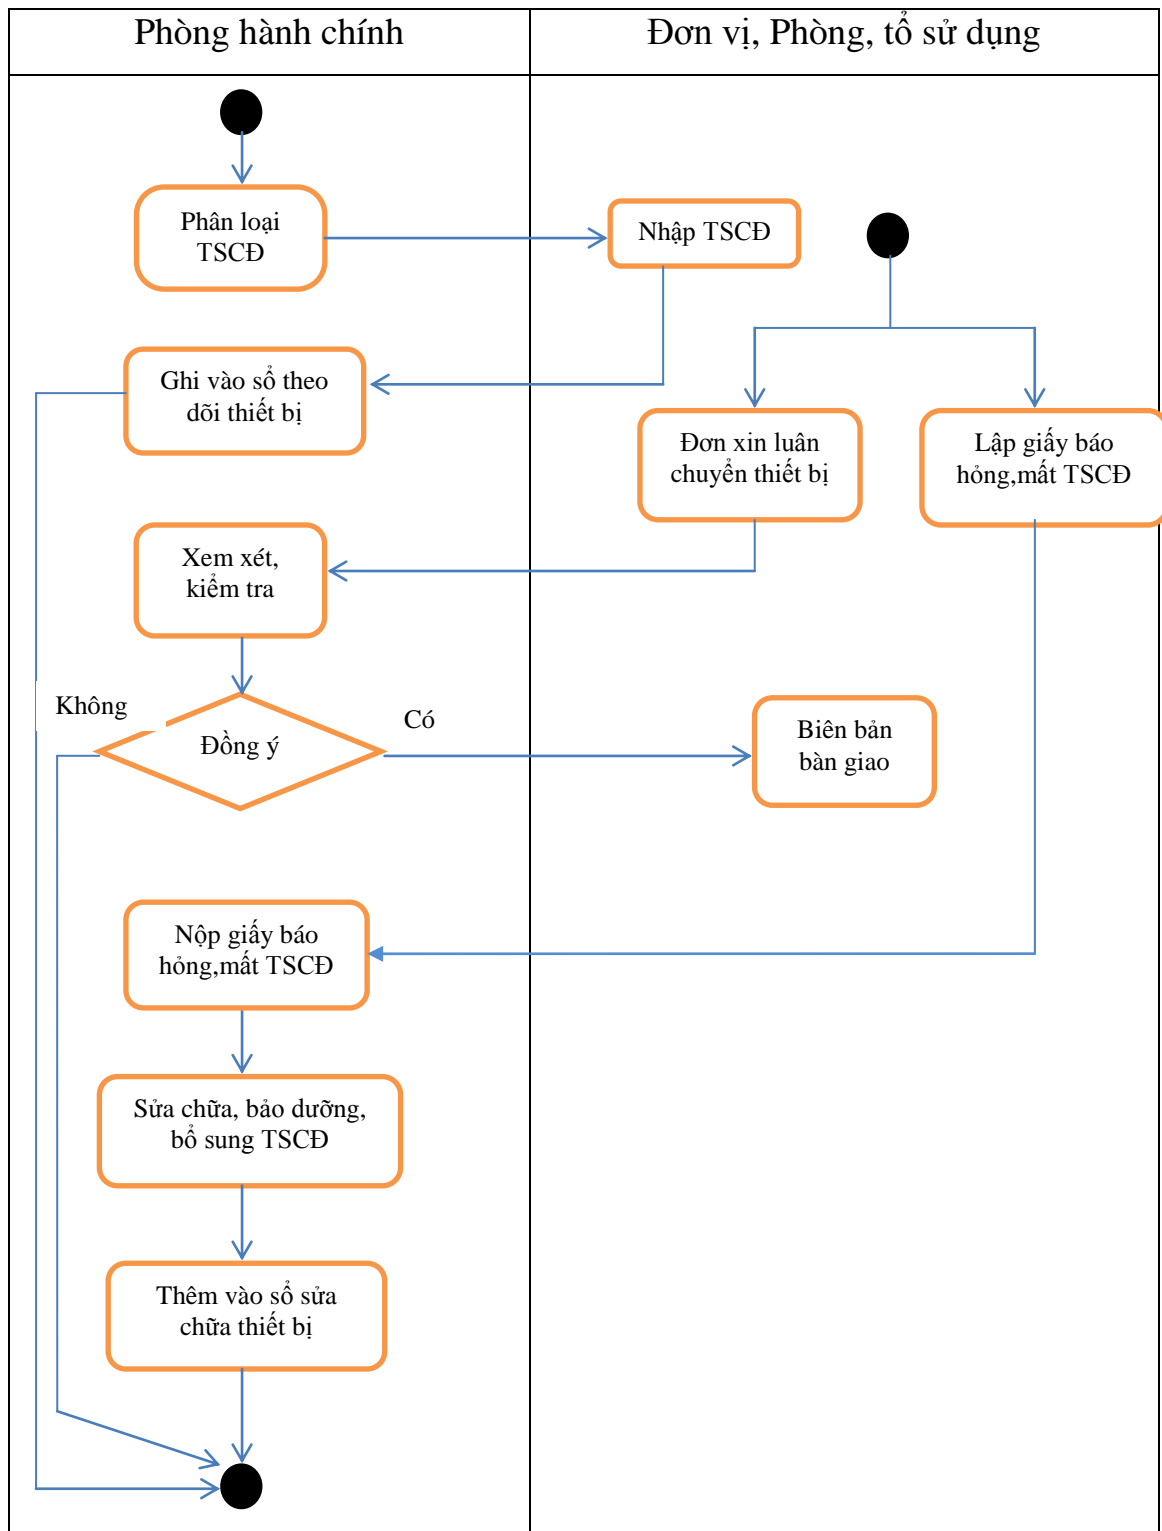 Phòng hành chính
Đơn vị, Phòng, tổ sử dụng
Phân loại
TSCĐ
Nhập TSCĐ
Ghi vào sổ theo
dõi thiết bị
Đơn xin luân
chuyển thiết bị
Lập giấy báo
hỏng,mất TSCĐ
Xem xét,
kiểm tra
Không
Có
Đồng ý
Biên bản
bàn giao
Nộp giấy báo
hỏng,mất TSCĐ
Sửa chữa, bảo dưỡng,
bổ sung TSCĐ
Thêm vào sổ sửa
chữa thiết bị